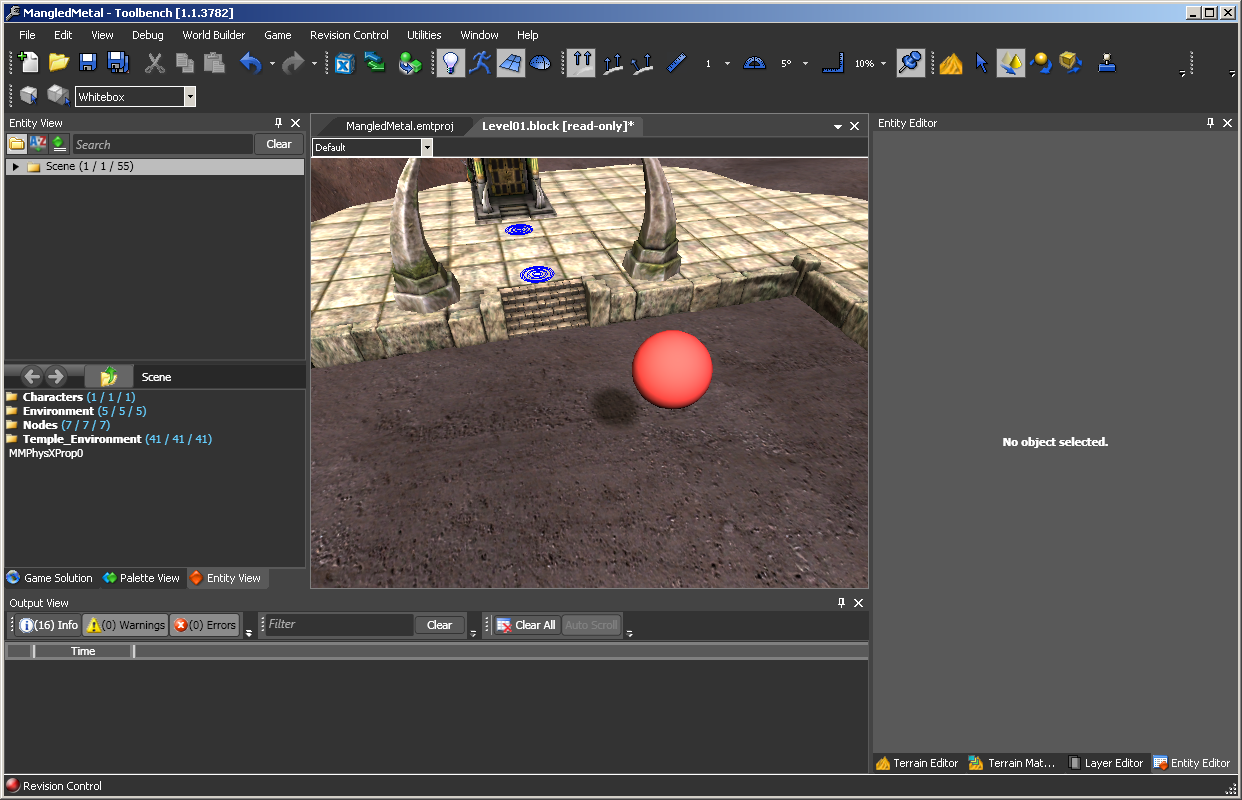 MangledMetal - Toolbench [1.1.3782]
File Edit View Debug World Builder Game Revision Control Utilities Window Help
1 5° 10%
Whitebox
Entity View
Search Clear
Scene (1 / 1 / 55)
Scene
Characters (1 / 1 / 1)
Environment (5 / 5 / 5)
Nodes (7 / 7 / 7)
Temple_Environment (41 / 41 / 41)
MMPhysXProp0
Game Solution Palette View Entity View
MangledMetal.emtproj Level01.block [read-only]*
Default
Entity Editor
No object selected.
Terrain Editor Terrain Mat... Layer Editor Entity Editor
Output View
(16) Info (0) Warnings (0) Errors Filter Clear Clear All Auto Scroll
Time
Revision Control